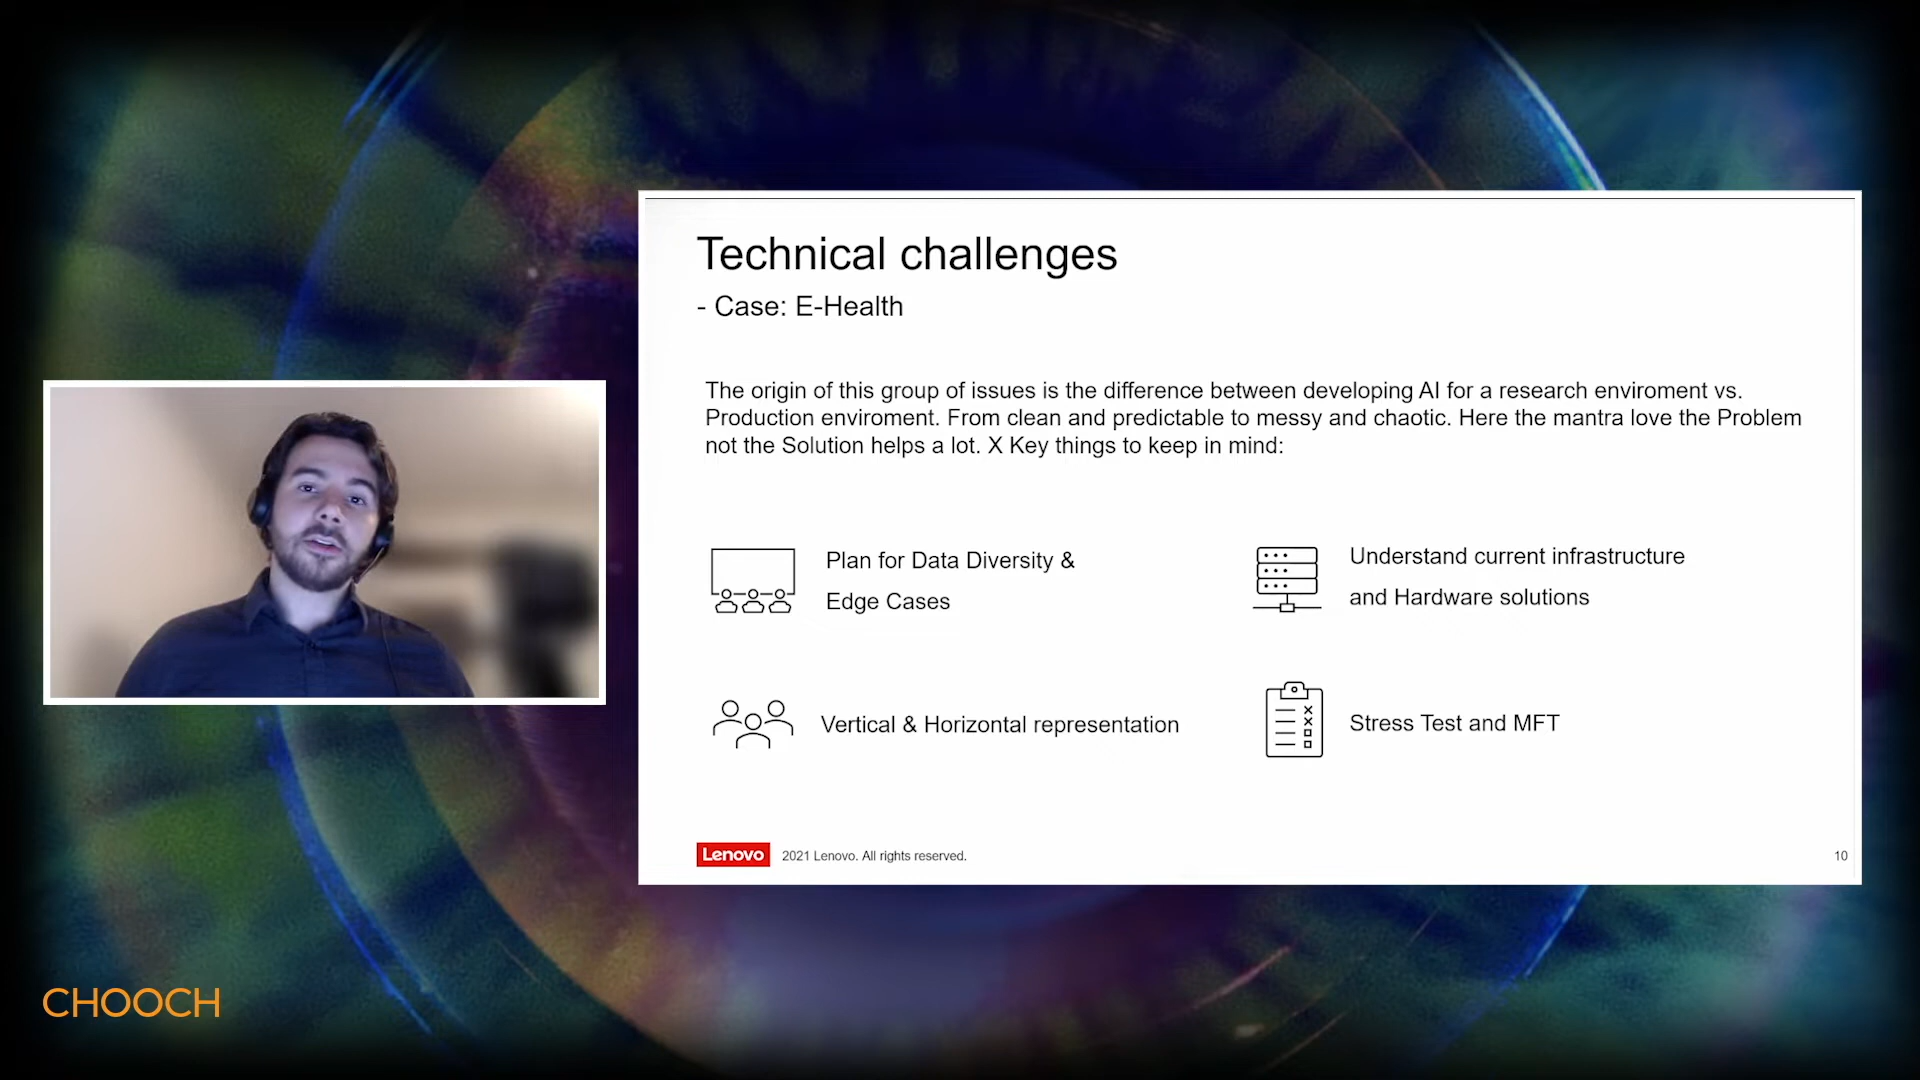 Technical challenges
- Case: E-Health
The origin of this group of issues is the difference between developing AI for a research enviroment vs.
Production enviroment. From clean and predictable to messy and chaotic. Here the mantra love the Problem
not the Solution helps a lot. X Key things to keep in mind:
Plan for Data Diversity &
Edge Cases
Understand current infrastructure
and Hardware solutions
Vertical & Horizontal representation
Stress Test and MFT
Lenovo 2021 Lenovo. All rights reserved. 10
CHOOCH